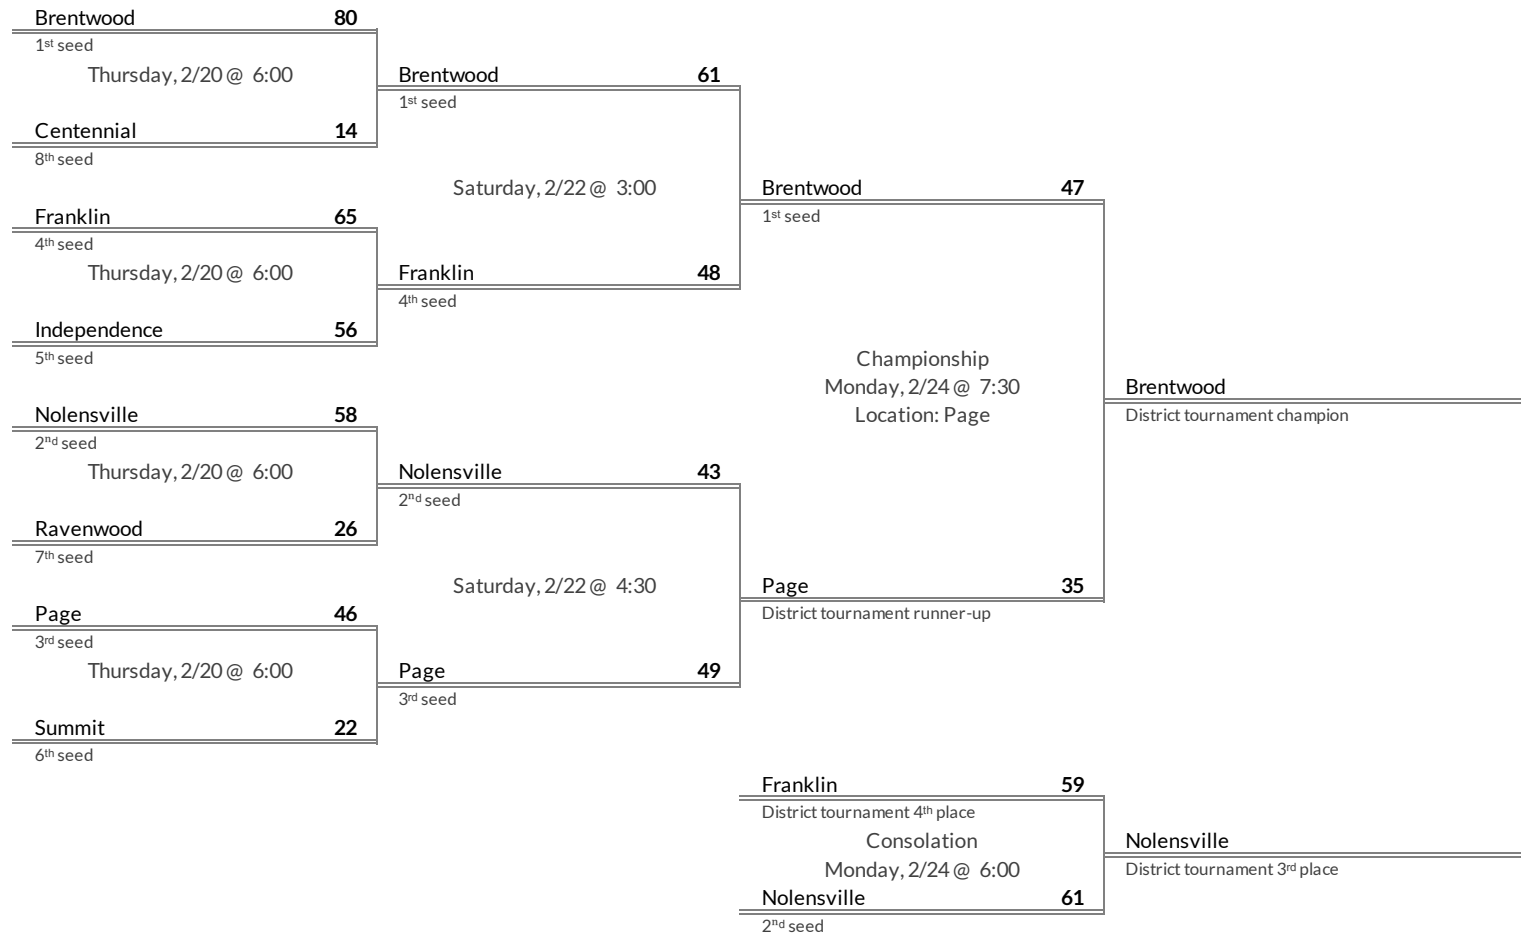 Brentwood 80
1st seed
Thursday, 2/20 @ 6:00
Centennial 14
8th seed
Franklin 65
4th seed
Thursday, 2/20 @ 6:00
Independence 56
5th seed
Nolensville 58
2nd seed
Thursday, 2/20 @ 6:00
Ravenwood 26
7th seed
Page 46
3rd seed
Thursday, 2/20 @ 6:00
Summit 22
6th seed
Brentwood 61
1st seed
Saturday, 2/22 @ 3:00
Franklin 48
4th seed
Nolensville 43
2nd seed
Saturday, 2/22 @ 4:30
Page 49
3rd seed
Brentwood 47
1st seed
Championship
Monday, 2/24 @ 7:30
Location: Page
Page 35
District tournament runner-up
Brentwood
District tournament champion
Franklin 59
District tournament 4th place
Consolation
Monday, 2/24 @ 6:00
Nolensville 61
2nd seed
Nolensville
District tournament 3rd place